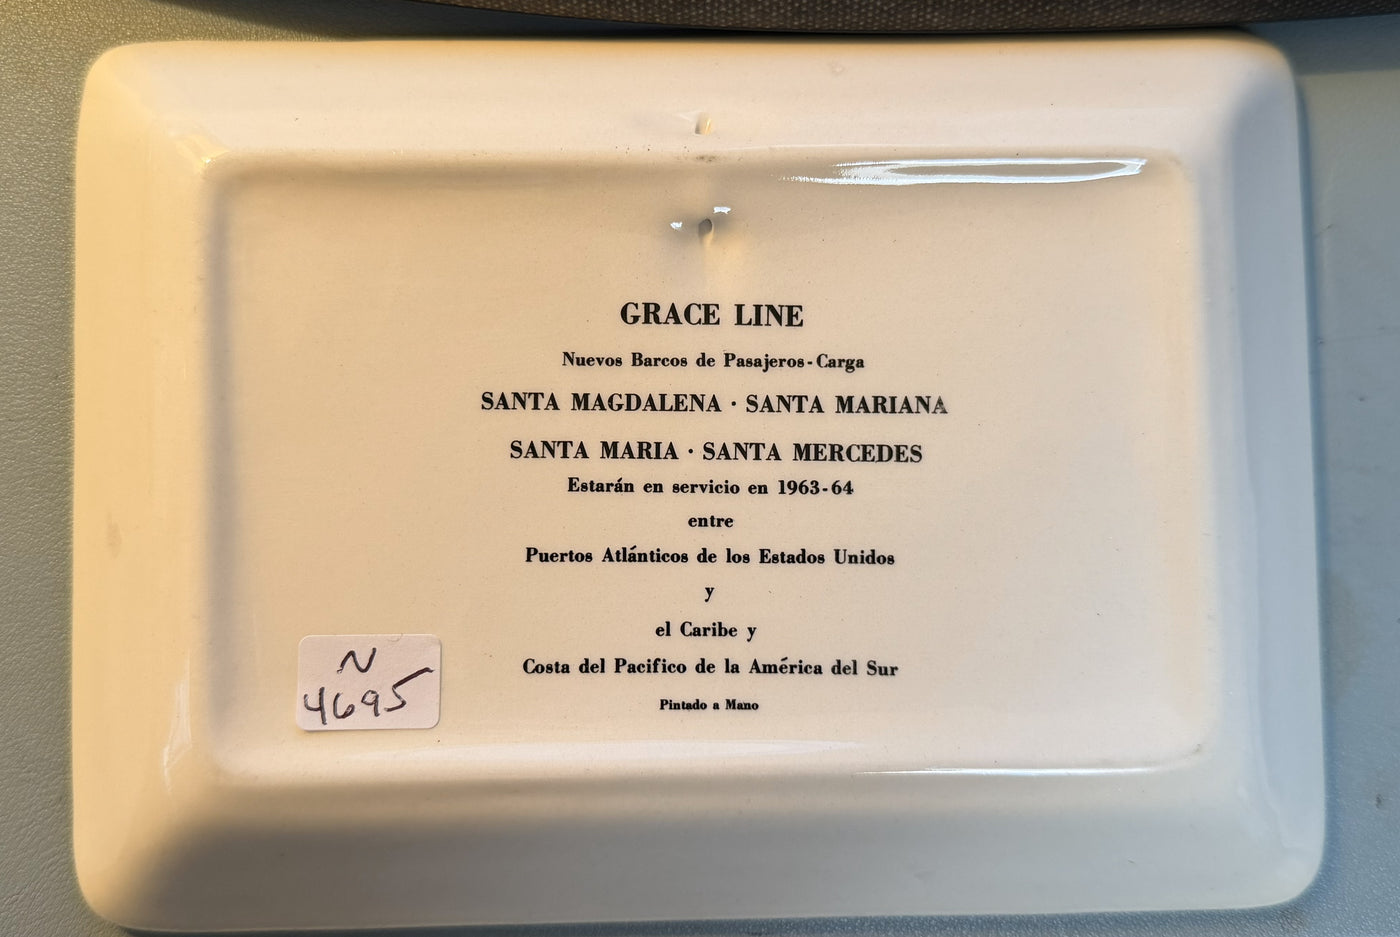 GRACE LINE
Nuevos Barcos de Pasajeros-Carga
SANTA MAGDALENA · SANTA MARIANA
SANTA MARIA · SANTA MERCEDES
Estarán en servicio en 1963-64
entre
Puertos Atlánticos de los Estados Unidos
y
el Caribe y
Costa del Pacifico de la América del Sur
Pintado a Mano
N
4695